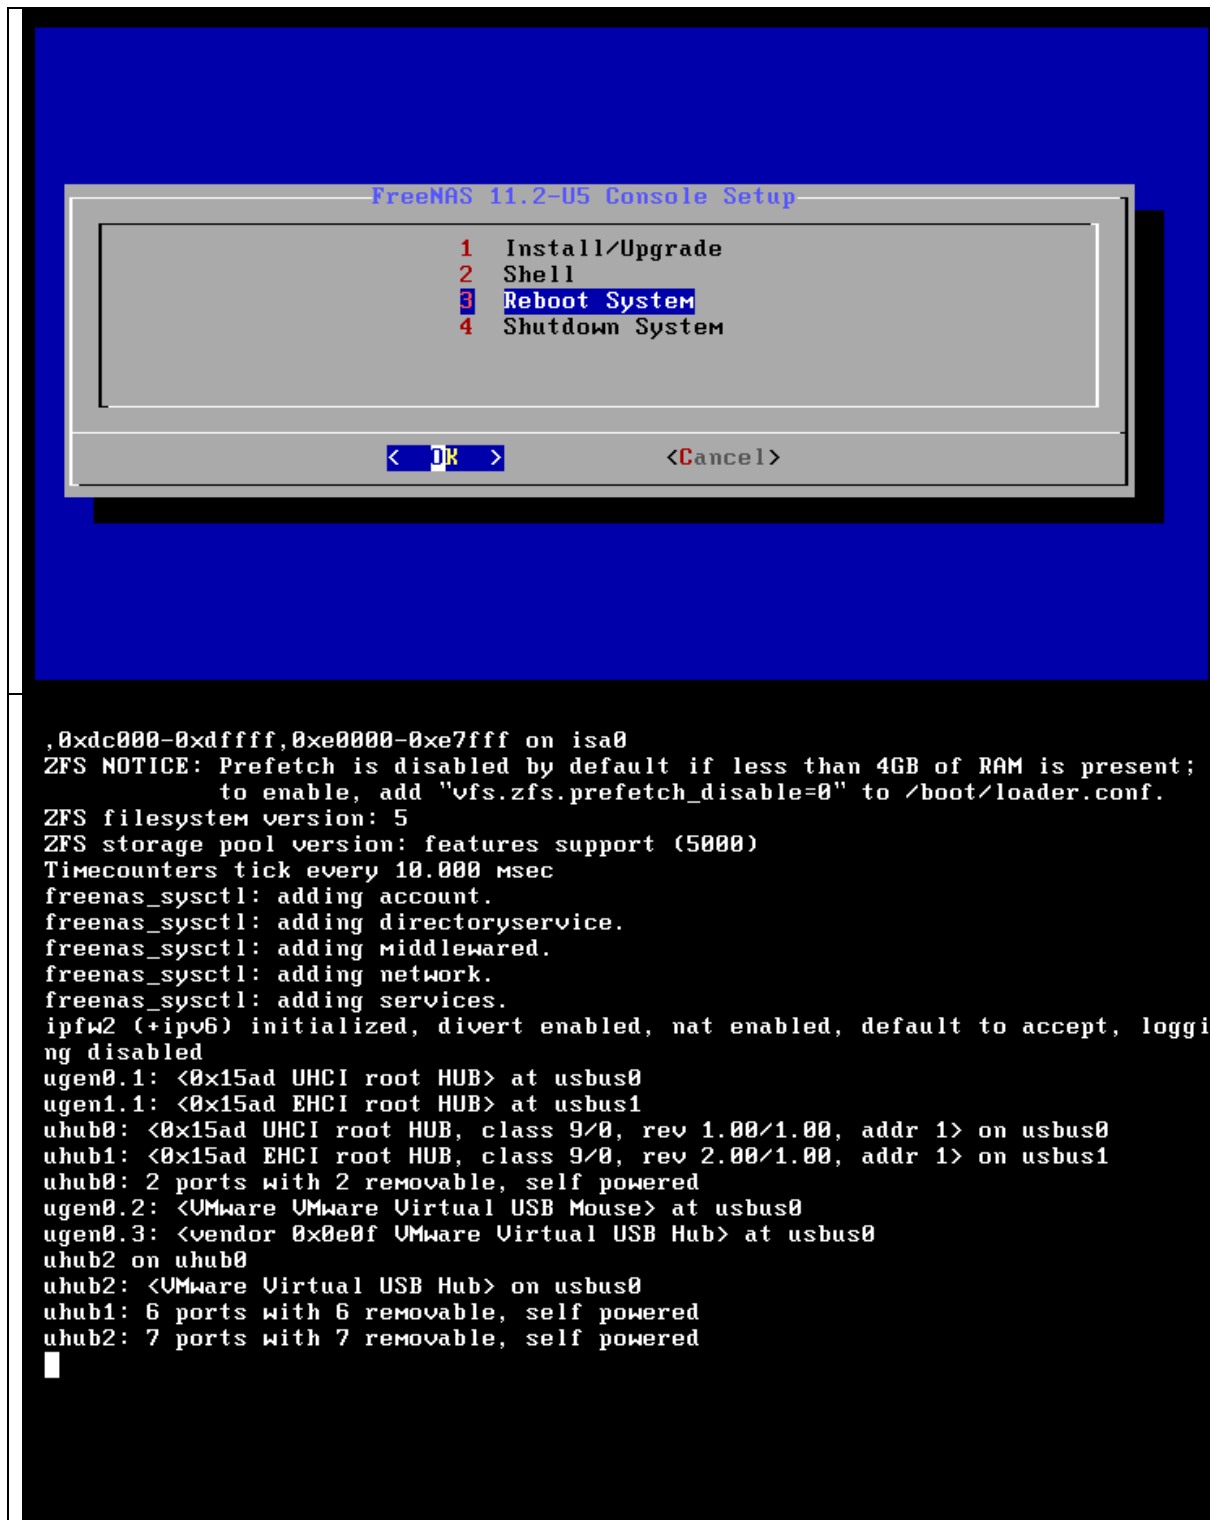 FreeNAS 11.2-U5 Console Setup
1 Install/Upgrade
2 Shell
3 Reboot System
4 Shutdown System
< OK > <Cancel>
,0xdc000-0xdffff,0xe0000-0xe7fff on isa0
ZFS NOTICE: Prefetch is disabled by default if less than 4GB of RAM is present;
to enable, add "vfs.zfs.prefetch_disable=0" to /boot/loader.conf.
ZFS filesystem version: 5
ZFS storage pool version: features support (5000)
Timecounters tick every 10.000 msec
freenas_sysctl: adding account.
freenas_sysctl: adding directoryservice.
freenas_sysctl: adding middlewared.
freenas_sysctl: adding network.
freenas_sysctl: adding services.
ipfw2 (+ipv6) initialized, divert enabled, nat enabled, default to accept, loggi
ng disabled
ugen0.1: <0x15ad UHCI root HUB> at usbus0
ugen1.1: <0x15ad EHCI root HUB> at usbus1
uhub0: <0x15ad UHCI root HUB, class 9/0, rev 1.00/1.00, addr 1> on usbus0
uhub1: <0x15ad EHCI root HUB, class 9/0, rev 2.00/1.00, addr 1> on usbus1
uhub0: 2 ports with 2 removable, self powered
ugen0.2: <VMware VMware Virtual USB Mouse> at usbus0
ugen0.3: <vendor 0x0e0f VMware Virtual USB Hub> at usbus0
uhub2 on uhub0
uhub2: <VMware Virtual USB Hub> on usbus0
uhub1: 6 ports with 6 removable, self powered
uhub2: 7 ports with 7 removable, self powered